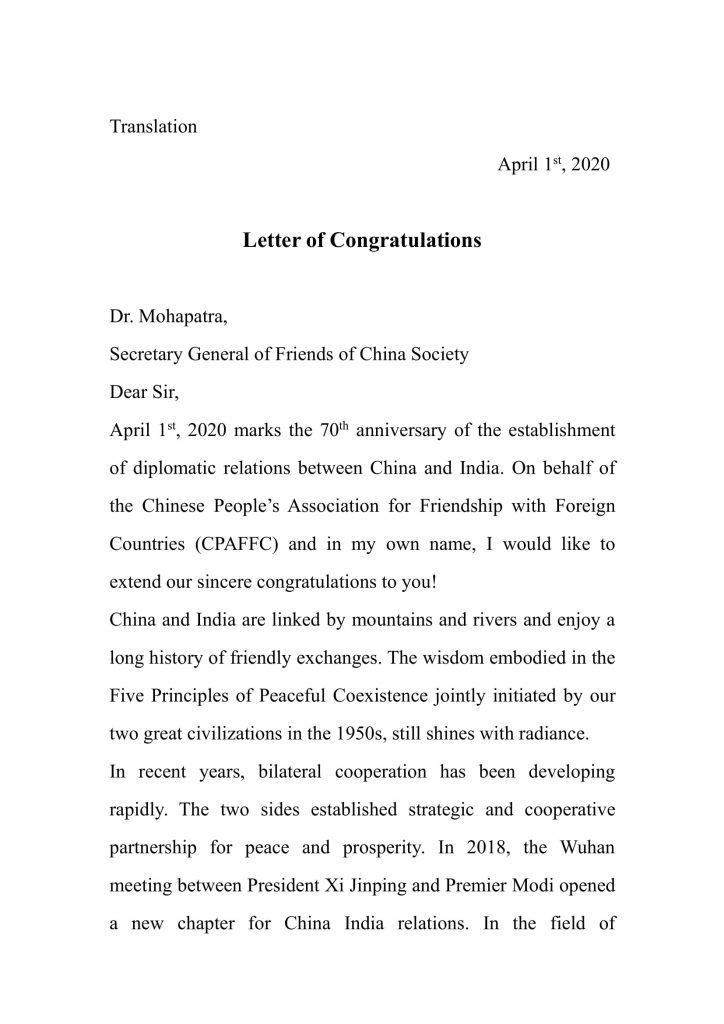 Translation
April 1st, 2020
Letter of Congratulations
Dr. Mohapatra,
Secretary General of Friends of China Society
Dear Sir,
April 1st, 2020 marks the 70th anniversary of the establishment
of diplomatic relations between China and India. On behalf of
the Chinese People’s Association for Friendship with Foreign
Countries (CPAFFC) and in my own name, I would like to
extend our sincere congratulations to you!
China and India are linked by mountains and rivers and enjoy a
long history of friendly exchanges. The wisdom embodied in the
Five Principles of Peaceful Coexistence jointly initiated by our
two great civilizations in the 1950s, still shines with radiance.
In recent years, bilateral cooperation has been developing
rapidly. The two sides established strategic and cooperative
partnership for peace and prosperity. In 2018, the Wuhan
meeting between President Xi Jinping and Premier Modi opened
a new chapter for China India relations. In the field of